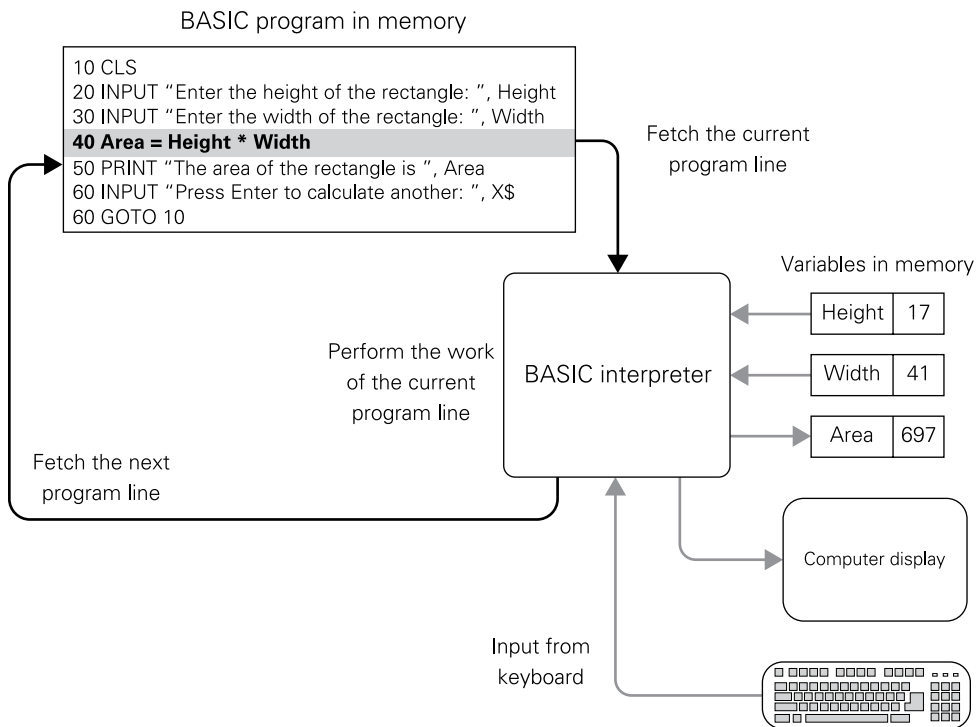 BASIC program in memory
10 CLS
20 INPUT “Enter the height of the rectangle: ”, Height
30 INPUT “Enter the width of the rectangle: ”, Width
40 Area = Height * Width
50 PRINT “The area of the rectangle is ”, Area
60 INPUT “Press Enter to calculate another: ”, X$
60 GOTO 10
Fetch the current
program line
Variables in memory
Height 17
Width 41
Area 697
BASIC interpreter
Perform the work
of the current
program line
Fetch the next
program line
Computer display
Input from
keyboard